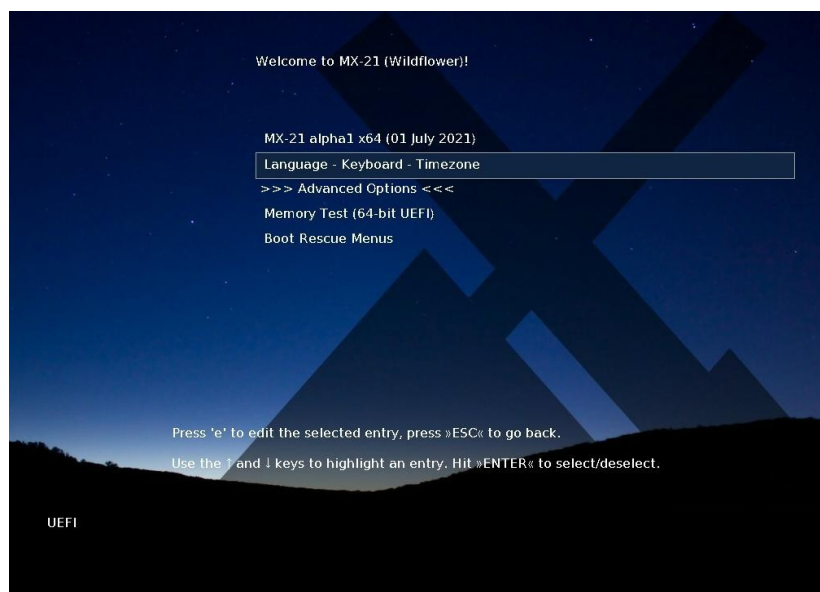 Welcome to MX-21 (Wildflower)!
MX-21 alpha1 x64 (01 July 2021)
Language - Keyboard - Timezone
>>> Advanced Options <<<
Memory Test (64-bit UEFI)
Boot Rescue Menus
Press 'e' to edit the selected entry, press »ESC« to go back.
Use the ↑ and ↓ keys to highlight an entry. Hit »ENTER« to select/deselect.
UEFI